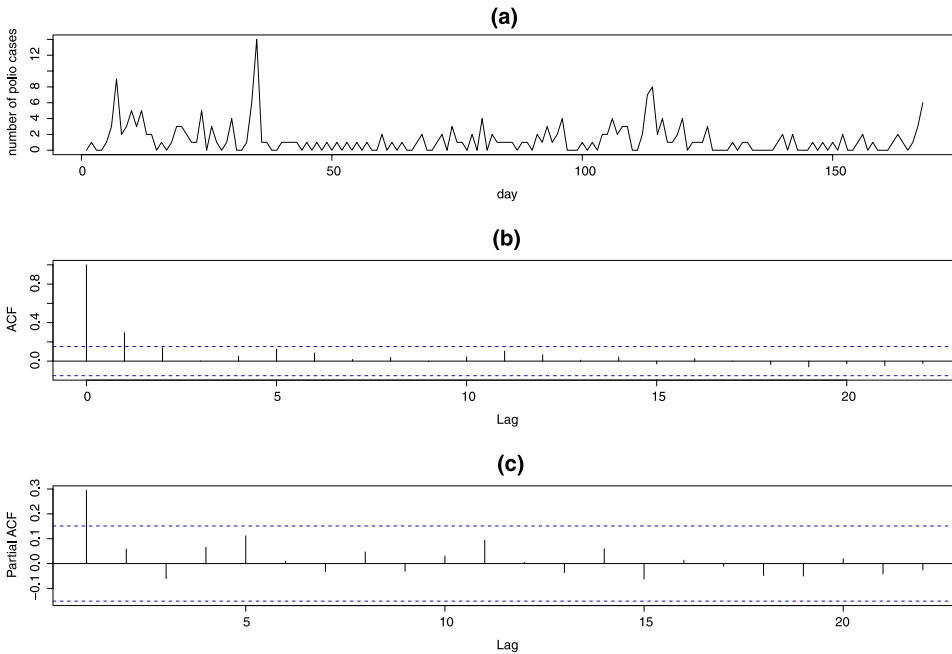 (a)
number of polio cases
0 2 4 6 8 12
0 50 100 150
day
(b)
ACF
0.0 0.4 0.8
0 5 10 15 20
Lag
(c)
Partial ACF
−0.1 0.0 0.1 0.2 0.3
5 10 15 20
Lag